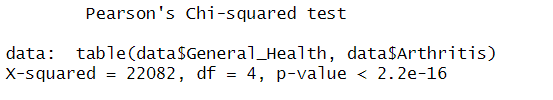 Pearson's Chi-squared test
data:  table(data$General_Health, data$Arthritis)
X-squared = 22082, df = 4, p-value < 2.2e-16